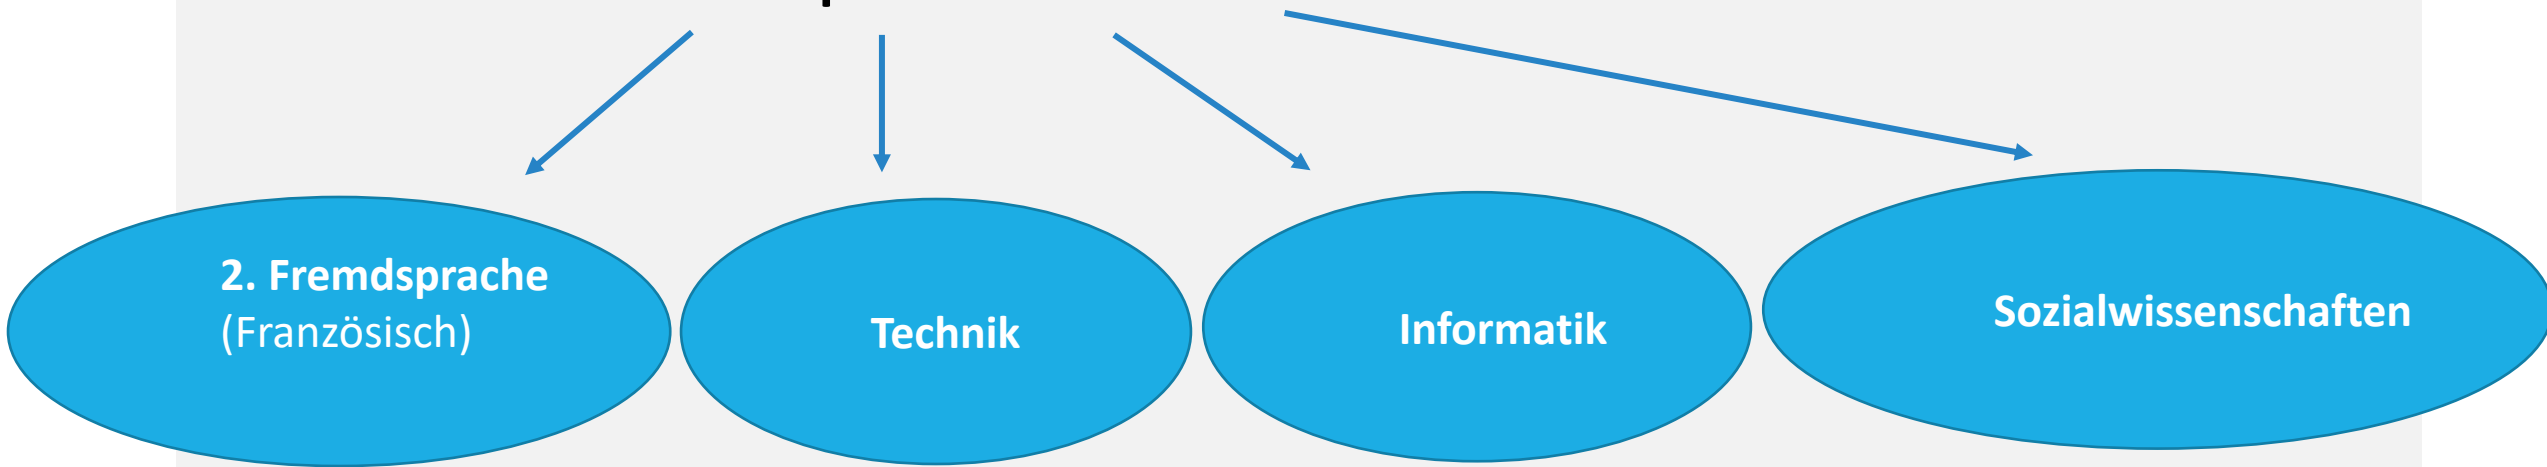 2. Fremdsprache
(Französisch)
Technik
Informatik
Sozialwissenschaften